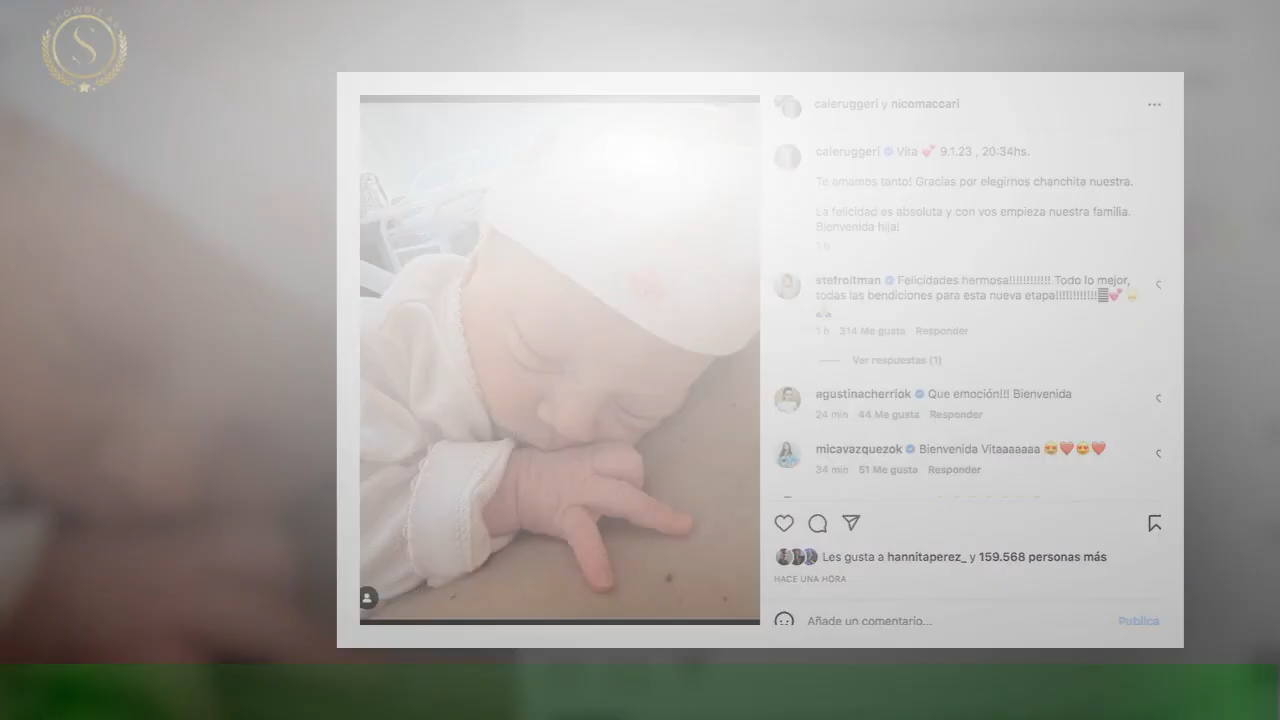 SHOWBIZ AR
S
caleruggeri y nicomaccari
caleruggeri Vita 💕 9.1.23 , 20:34hs.
Te amamos tanto! Gracias por elegirnos chanchita nuestra.
La felicidad es absoluta y con vos empieza nuestra familia.
Bienvenida hija!
1 h
stefroitman Felicidades hermosa!!!!!!!!!!!! Todo lo mejor,
todas las bendiciones para esta nueva etapa!!!!!!!!!!!!
1 h 314 Me gusta Responder
Ver respuestas (1)
agustinacherriok Que emoción!!! Bienvenida
24 min 44 Me gusta Responder
micavazquezok Bienvenida Vitaaaaaaa 😍❤️😍❤️
34 min 51 Me gusta Responder
Les gusta a hannitaperez_ y 159.568 personas más
HACE UNA HORA
Añade un comentario...
Publica